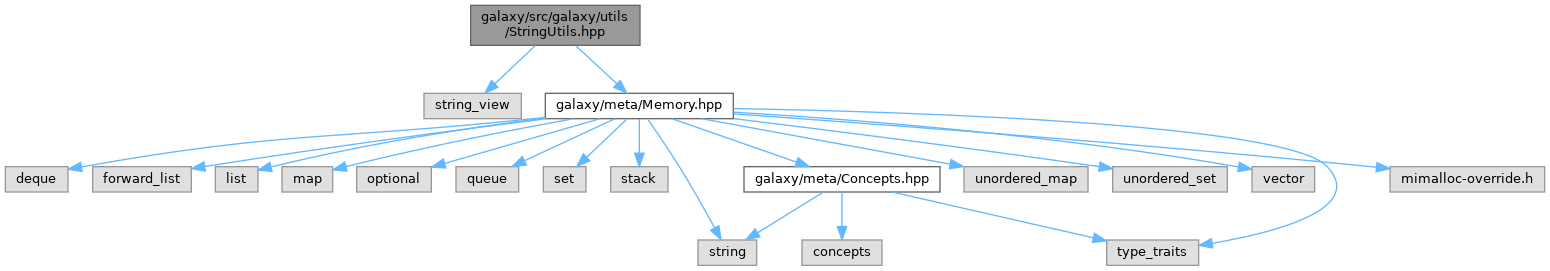 galaxy/src/galaxy/utils
/StringUtils.hpp
string_view
galaxy/meta/Memory.hpp
deque
forward_list
list
map
optional
queue
set
stack
galaxy/meta/Concepts.hpp
unordered_map
unordered_set
vector
mimalloc-override.h
string
concepts
type_traits